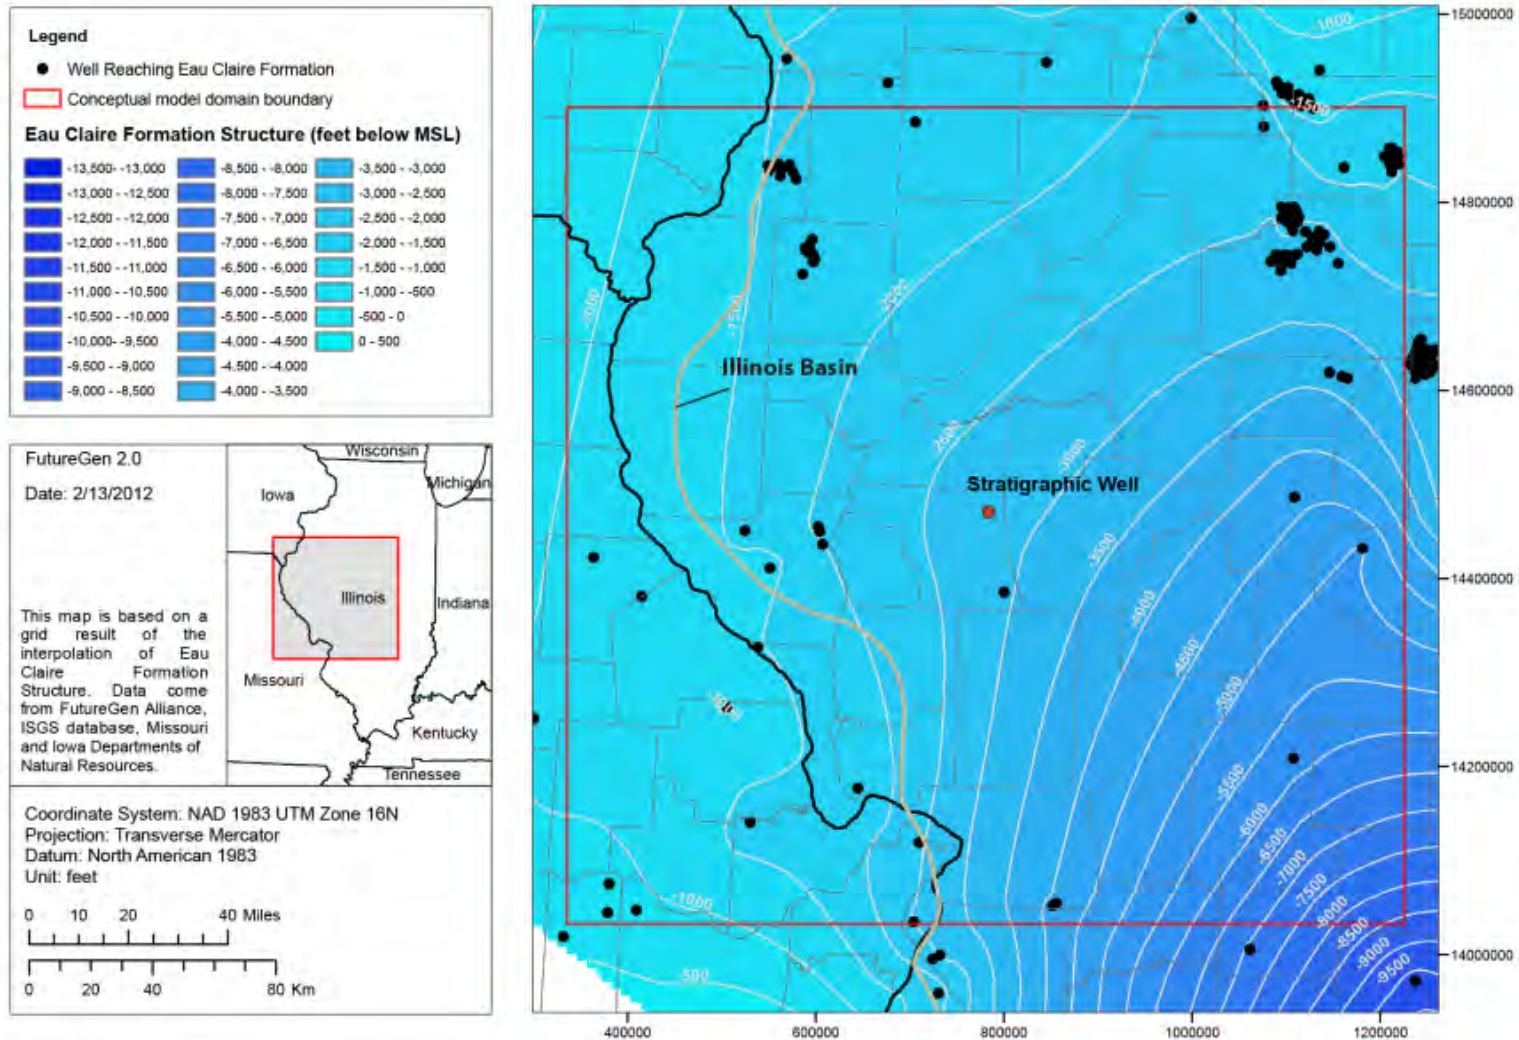 Legend
Well Reaching Eau Claire Formation
Conceptual model domain boundary
Eau Claire Formation Structure (feet below MSL)
-13,500- -13,000
-13,000 - -12,500
-12,500 - -12,000
-12,000 - -11,500
-11,500 - -11,000
-11,000 - -10,500
-10,500 - -10,000
-10,000- -9,500
-9,500 - -9,000
-9,000 - -8,500
-8,500 - -8,000
-8,000 - -7,500
-7,500 - -7,000
-7,000 - -6,500
-6,500 - -6,000
-6,000 - -5,500
-5,500 - -5,000
-4,000 - -4,500
-4,500 - -4,000
-4,000 - -3,500
-3,500 - -3,000
-3,000 - -2,500
-2,500 - -2,000
-2,000 - -1,500
-1,500 - -1,000
-1,000 - -500
-500 - 0
0 - 500
FutureGen 2.0
Date: 2/13/2012
This map is based on a
grid result of the
interpolation of Eau
Claire Formation
Structure. Data come
from FutureGen Alliance,
ISGS database, Missouri
and Iowa Departments of
Natural Resources.
Wisconsin
Michigan
Iowa
Illinois
Indiana
Missouri
Kentucky
Tennessee
Coordinate System: NAD 1983 UTM Zone 16N
Projection: Transverse Mercator
Datum: North American 1983
Unit: feet
0 10 20 40 Miles
0 20 40 80 Km
Illinois Basin
Stratigraphic Well
-1500
-1500
-3000
-3500
-4000
-4500
-5000
-5500
-6000
-6500
-7000
-7500
-8000
-8500
-9000
-9500
-1000
-500
15000000
14800000
14600000
14400000
14200000
14000000
400000
600000
800000
1000000
1200000